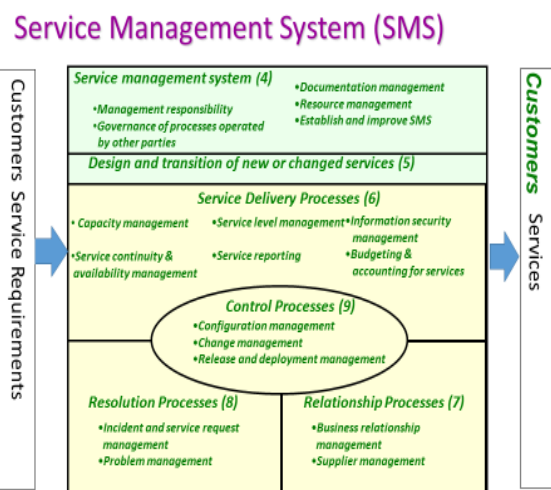 Service Management System (SMS)
Customers Service Requirements
Service management system (4)
•Management responsibility
•Governance of processes operated
by other parties
•Documentation management
•Resource management
•Establish and improve SMS
Design and transition of new or changed services (5)
Service Delivery Processes (6)
• Capacity management
•Service continuity &
availability management
•Service level management
•Service reporting
•Information security
management
•Budgeting &
accounting for services
Control Processes (9)
•Configuration management
•Change management
•Release and deployment management
Resolution Processes (8)
•Incident and service request
management
•Problem management
Relationship Processes (7)
•Business relationship
management
•Supplier management
Customers Services